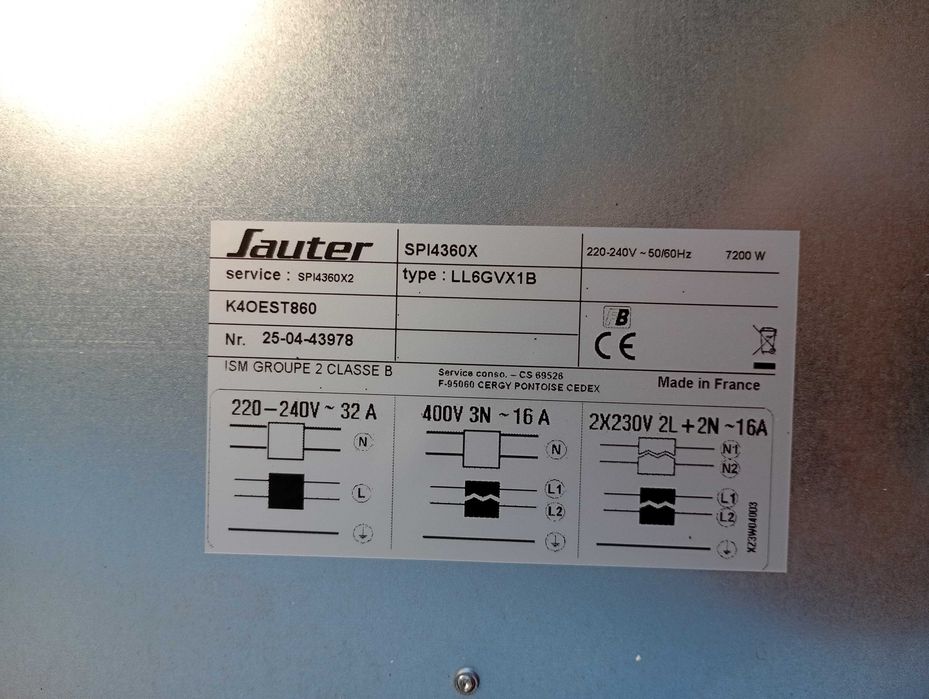 Sauter
SPI4360X
220-240V ~ 50/60Hz 7200 W
service : SPI4360X2
type : LL6GVX1B
K4OEST860
Nr. 25-04-43978
CE
ISM GROUPE 2 CLASSE B
Service conso. – CS 69526
F-95060 CERGY PONTOISE CEDEX
Made in France
220-240V ~ 32 A
N
L
400V 3N ~ 16 A
N
L1
L2
2X230V 2L + 2N ~16A
N1
N2
L1
L2
XZ3W04003